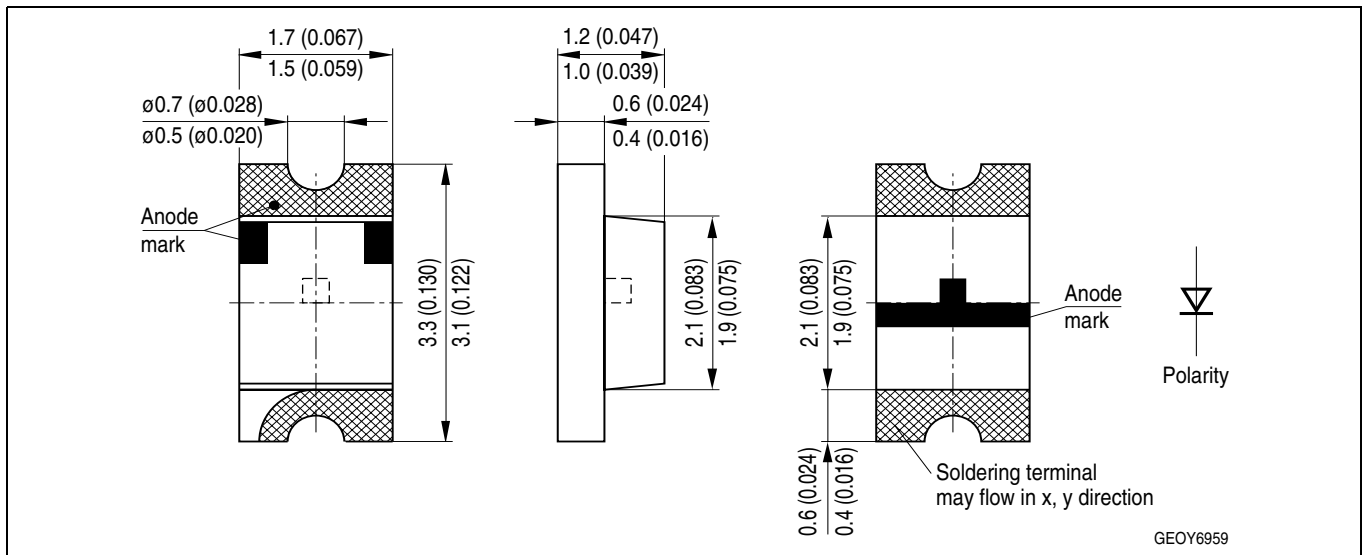 1.7 (0.067)
1.5 (0.059)
1.2 (0.047)
1.0 (0.039)
ø0.7 (ø0.028)
ø0.5 (ø0.020)
0.6 (0.024)
0.4 (0.016)
Anode
mark
3.3 (0.130)
3.1 (0.122)
2.1 (0.083)
1.9 (0.075)
2.1 (0.083)
1.9 (0.075)
Anode
mark
Polarity
0.6 (0.024)
0.4 (0.016)
Soldering terminal
may flow in x, y direction
GEOY6959